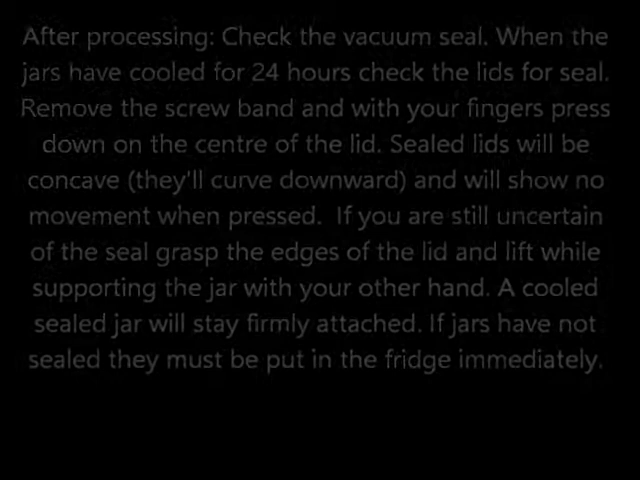 After processing: Check the vacuum seal. When the
jars have cooled for 24 hours check the lids for seal.
Remove the screw band and with your fingers press
down on the centre of the lid. Sealed lids will be
concave (they'll curve downward) and will show no
movement when pressed.  If you are still uncertain
of the seal grasp the edges of the lid and lift while
supporting the jar with your other hand. A cooled
sealed jar will stay firmly attached. If jars have not
sealed they must be put in the fridge immediately.